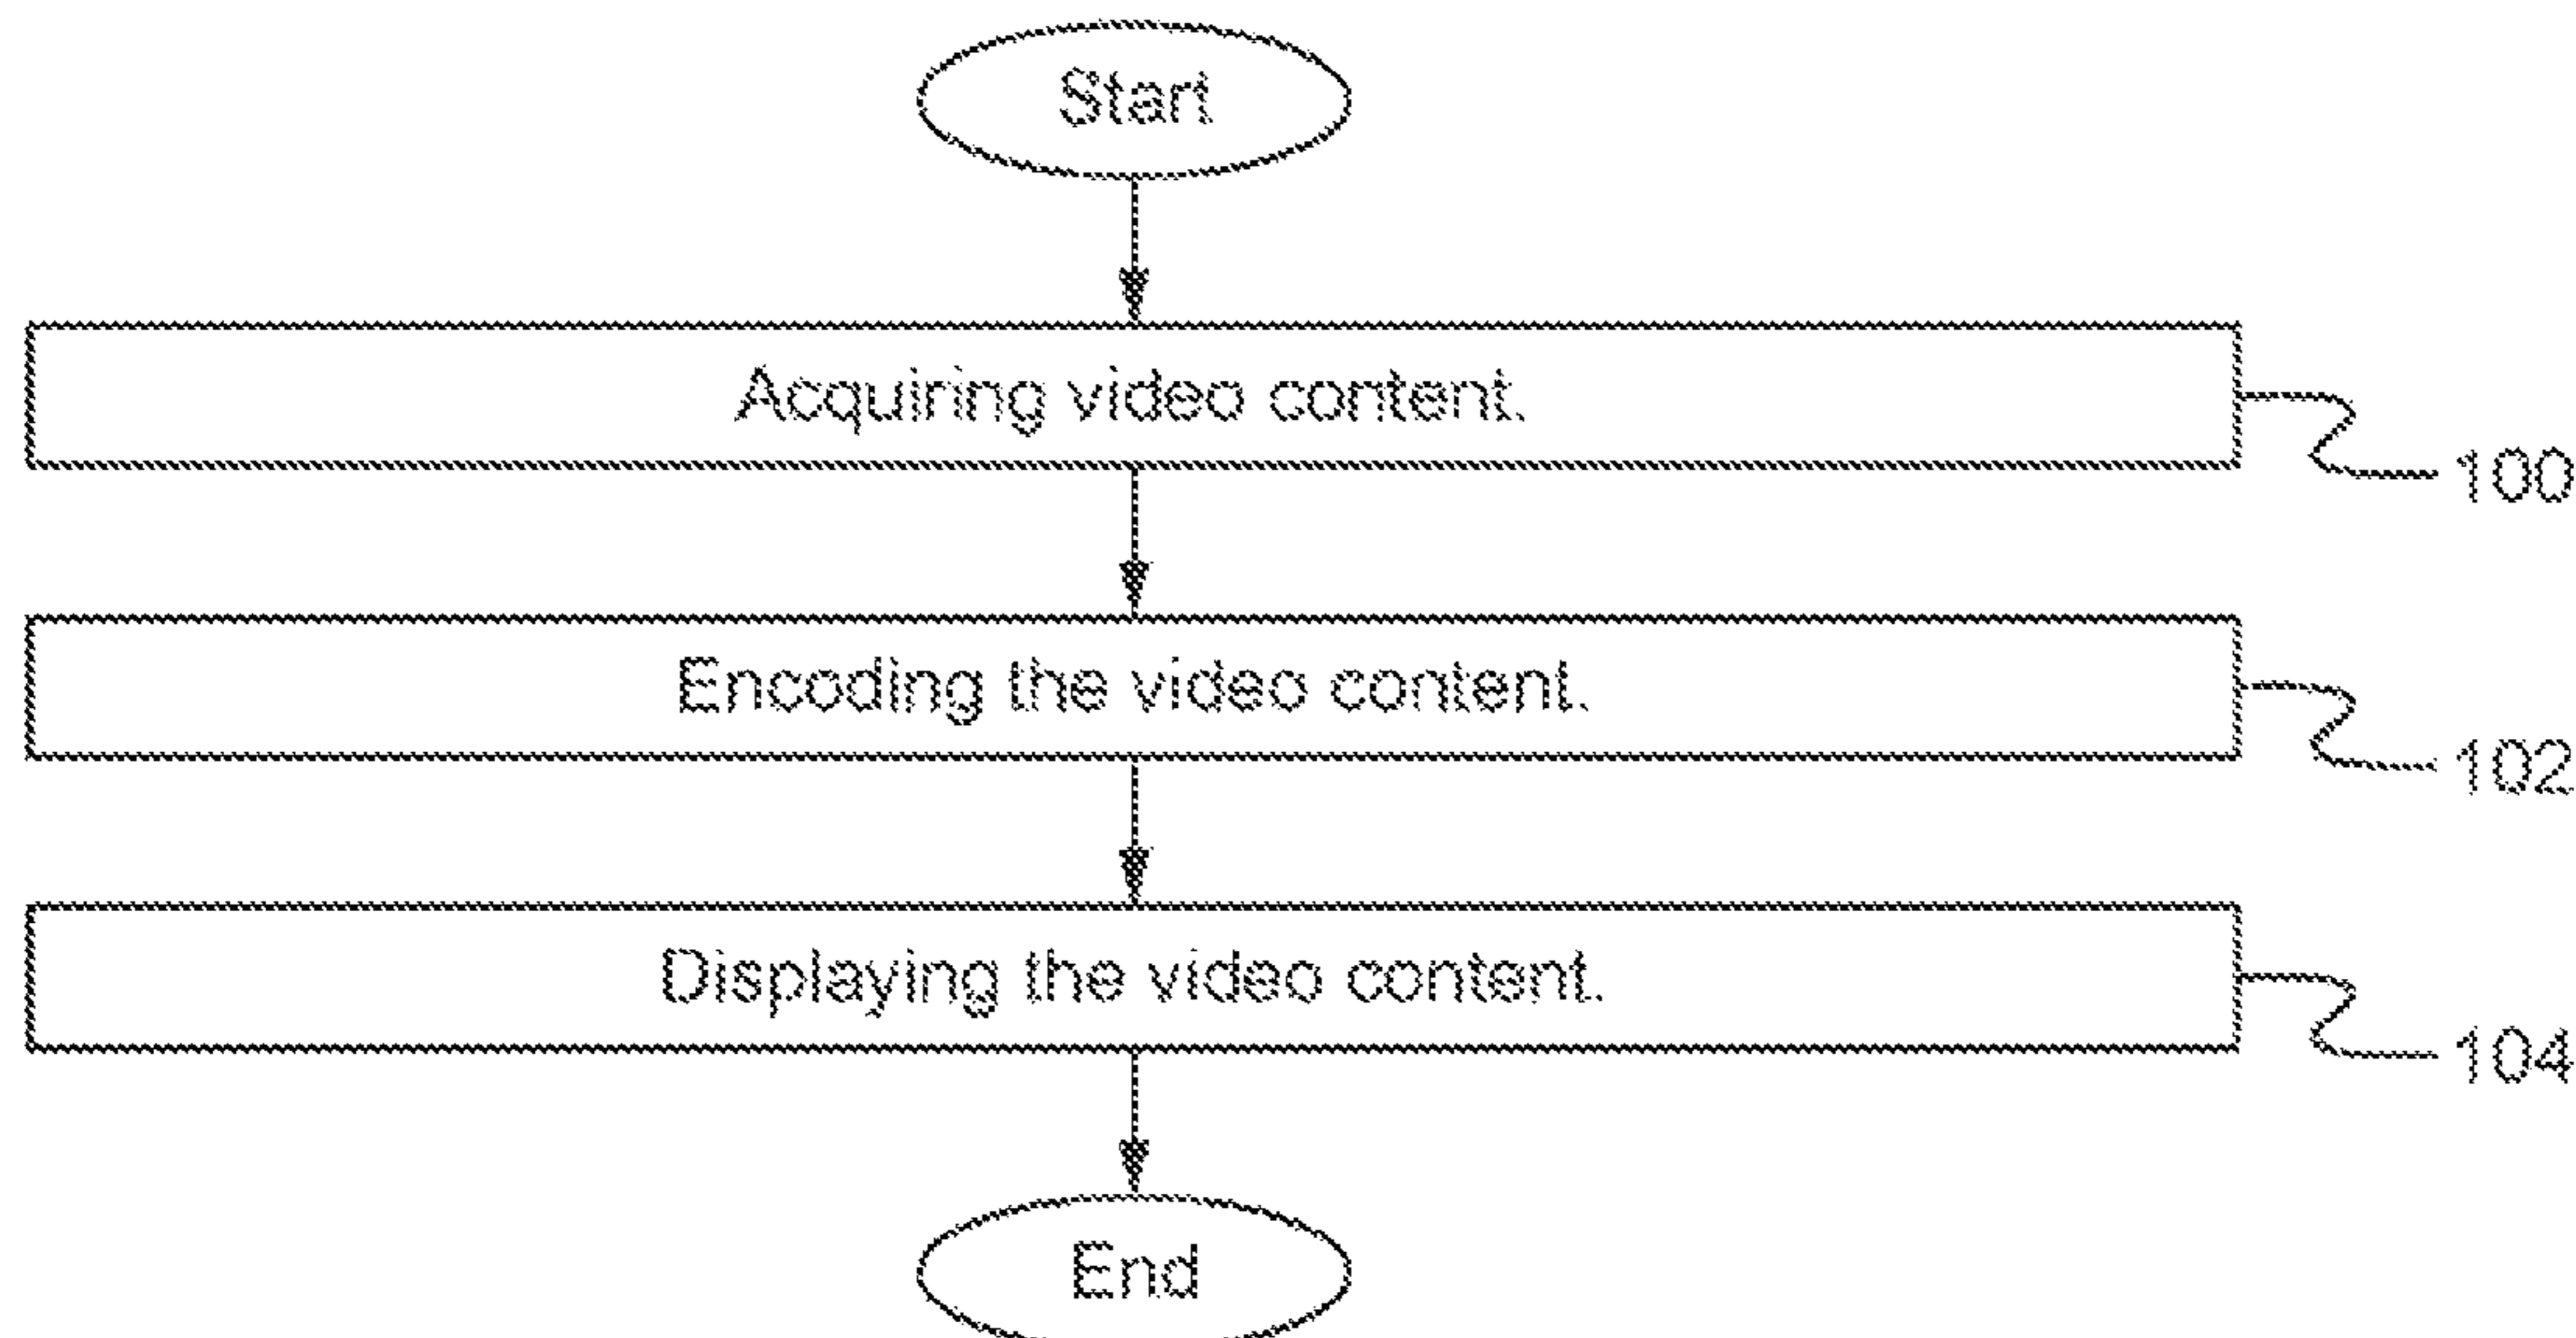 Start
Acquiring video content.
100
Encoding the video content.
102
Displaying the video content.
104
End